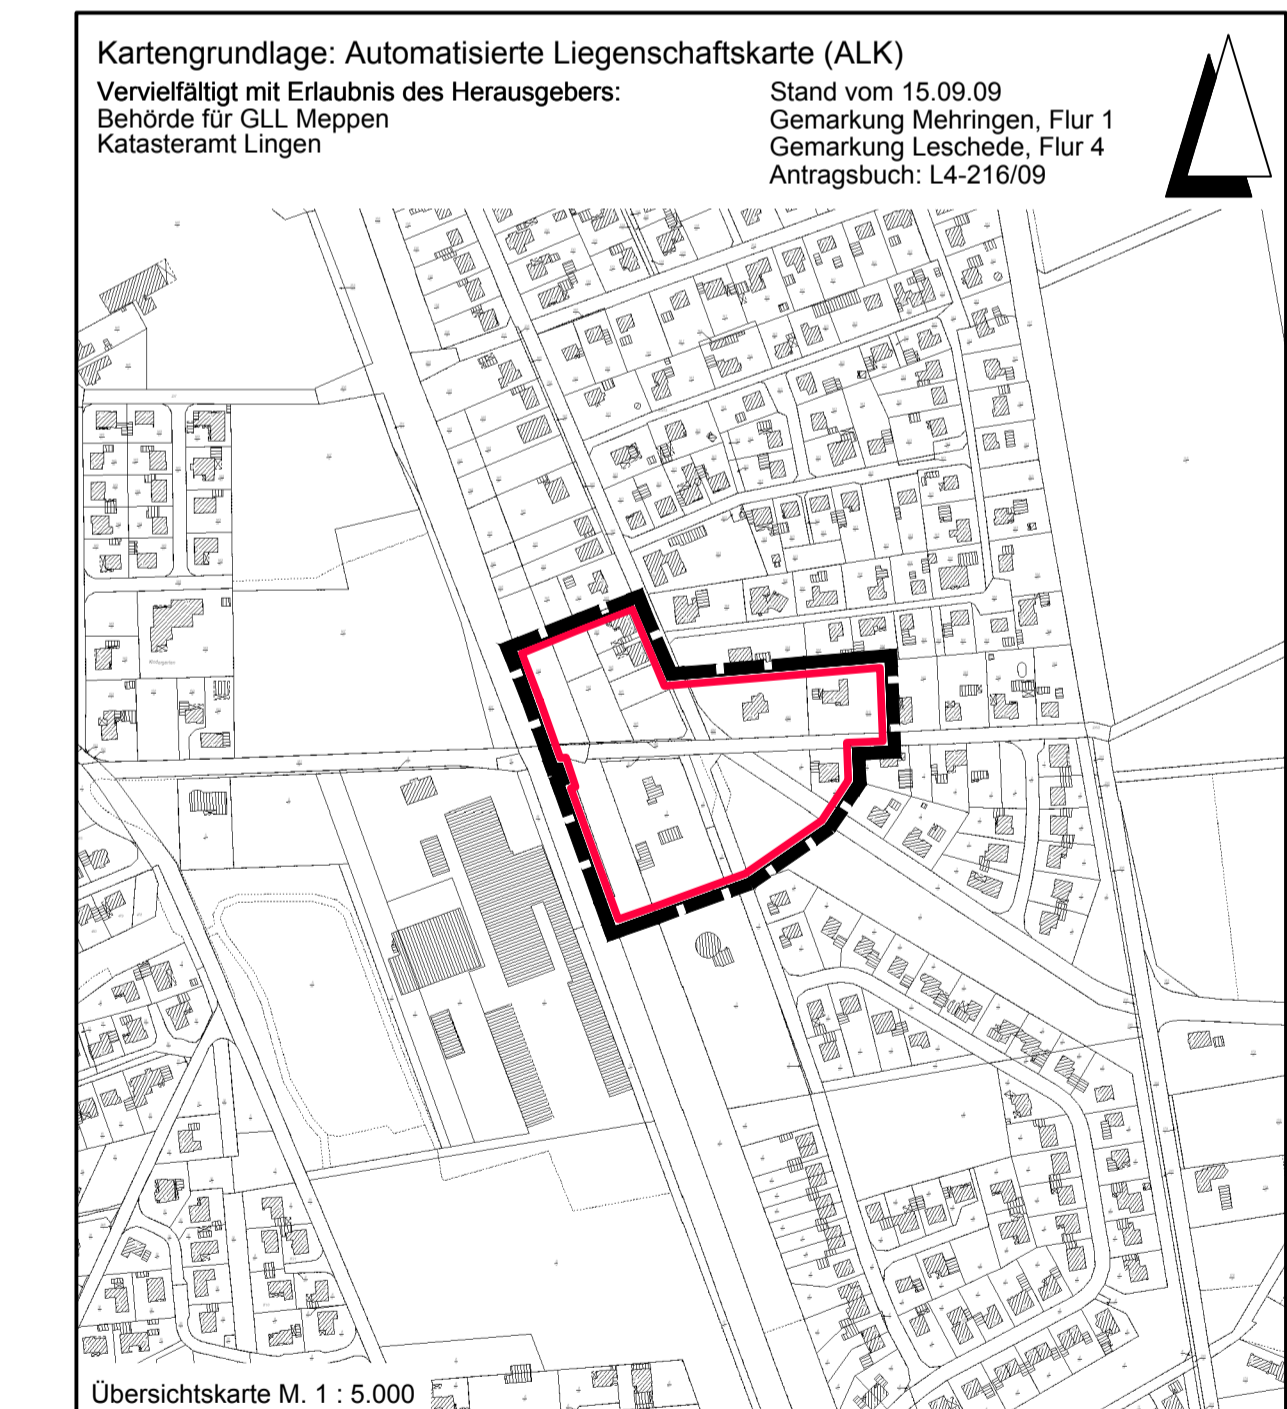 Kartengrundlage: Automatisierte Liegenschaftskarte (ALK)
Vervielfältigt mit Erlaubnis des Herausgebers:
Behörde für GLL Meppen
Katasteramt Lingen
Stand vom 15.09.09
Gemarkung Mehringen, Flur 1
Gemarkung Leschede, Flur 4
Antragsbuch: L4-216/09
Übersichtskarte M. 1 : 5.000